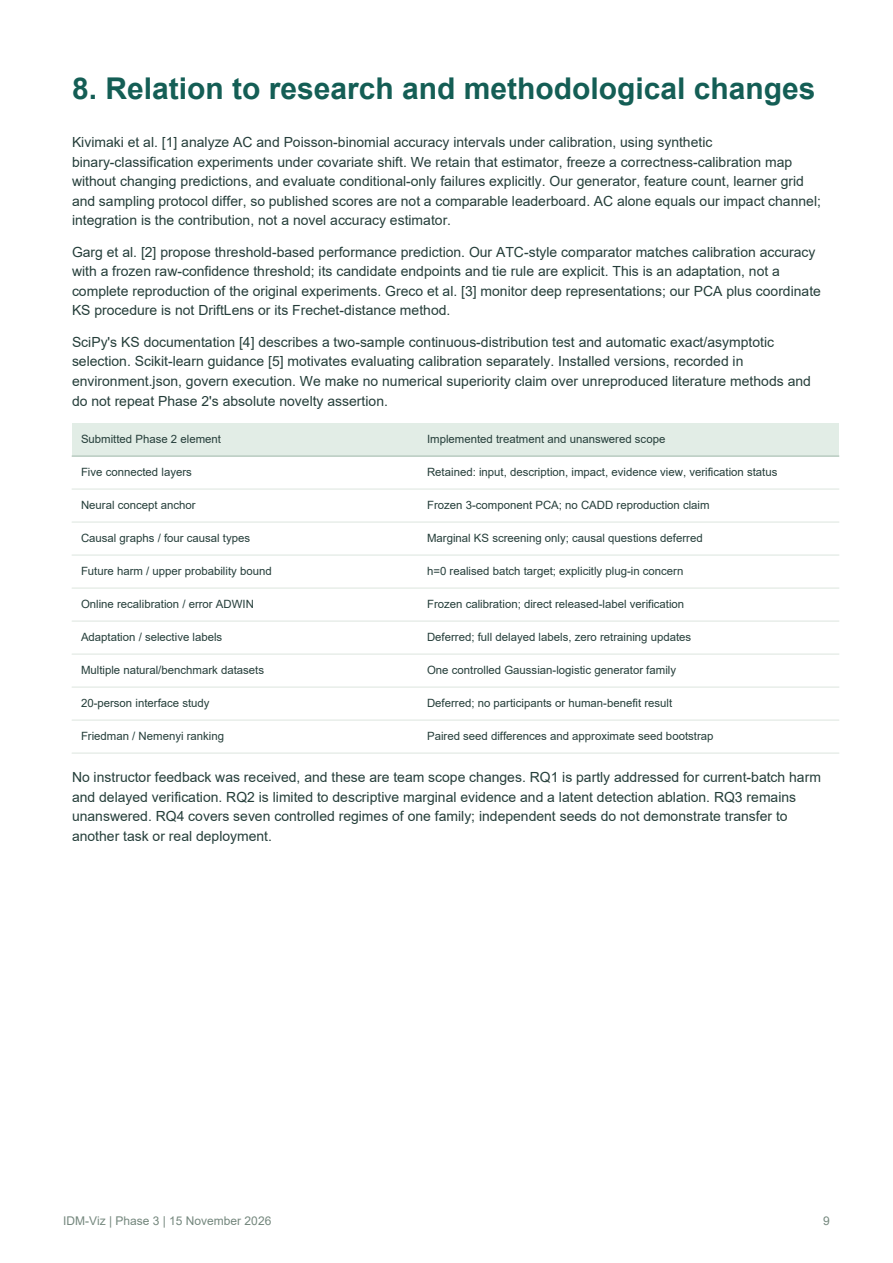 8. Relation to research and methodological changes
Kivimaki et al. [1] analyze AC and Poisson-binomial accuracy intervals under calibration, using synthetic
binary-classification experiments under covariate shift. We retain that estimator, freeze a correctness-calibration map
without changing predictions, and evaluate conditional-only failures explicitly. Our generator, feature count, learner grid
and sampling protocol differ, so published scores are not a comparable leaderboard. AC alone equals our impact channel;
integration is the contribution, not a novel accuracy estimator.
Garg et al. [2] propose threshold-based performance prediction. Our ATC-style comparator matches calibration accuracy
with a frozen raw-confidence threshold; its candidate endpoints and tie rule are explicit. This is an adaptation, not a
complete reproduction of the original experiments. Greco et al. [3] monitor deep representations; our PCA plus coordinate
KS procedure is not DriftLens or its Frechet-distance method.
SciPy's KS documentation [4] describes a two-sample continuous-distribution test and automatic exact/asymptotic
selection. Scikit-learn guidance [5] motivates evaluating calibration separately. Installed versions, recorded in
environment.json, govern execution. We make no numerical superiority claim over unreproduced literature methods and
do not repeat Phase 2's absolute novelty assertion.
Submitted Phase 2 element Implemented treatment and unanswered scope
Five connected layers Retained: input, description, impact, evidence view, verification status
Neural concept anchor Frozen 3-component PCA; no CADD reproduction claim
Causal graphs / four causal types Marginal KS screening only; causal questions deferred
Future harm / upper probability bound h=0 realised batch target; explicitly plug-in concern
Online recalibration / error ADWIN Frozen calibration; direct released-label verification
Adaptation / selective labels Deferred; full delayed labels, zero retraining updates
Multiple natural/benchmark datasets One controlled Gaussian-logistic generator family
20-person interface study Deferred; no participants or human-benefit result
Friedman / Nemenyi ranking Paired seed differences and approximate seed bootstrap
No instructor feedback was received, and these are team scope changes. RQ1 is partly addressed for current-batch harm
and delayed verification. RQ2 is limited to descriptive marginal evidence and a latent detection ablation. RQ3 remains
unanswered. RQ4 covers seven controlled regimes of one family; independent seeds do not demonstrate transfer to
another task or real deployment.
IDM-Viz | Phase 3 | 15 November 2026 9